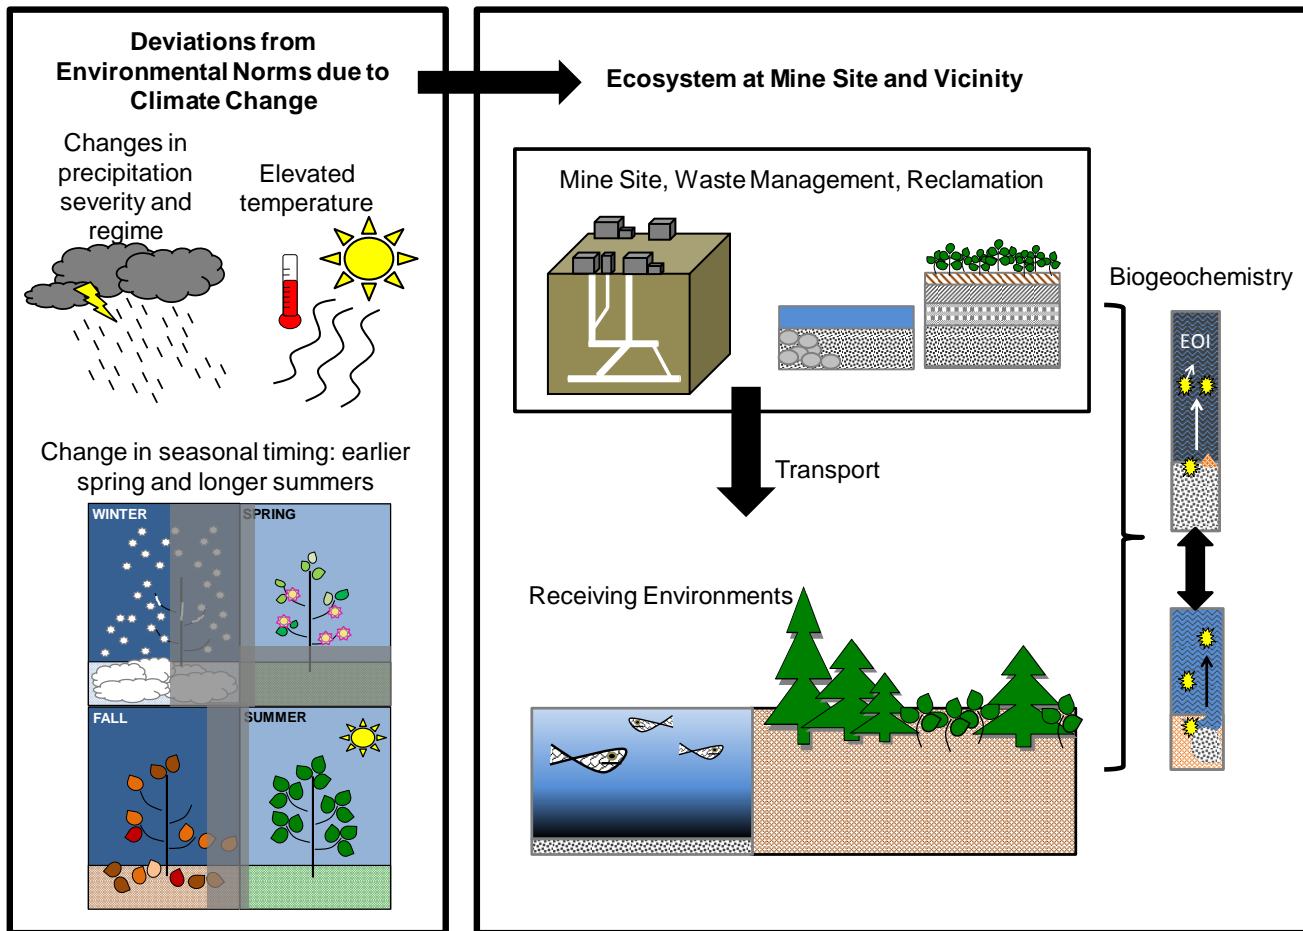 Deviations from
Environmental Norms due to
Climate Change
Changes in
precipitation
severity and
regime
Elevated
temperature
Change in seasonal timing: earlier
spring and longer summers
WINTER
SPRING
FALL
SUMMER
Ecosystem at Mine Site and Vicinity
Mine Site, Waste Management, Reclamation
Transport
Receiving Environments
Biogeochemistry
EOI